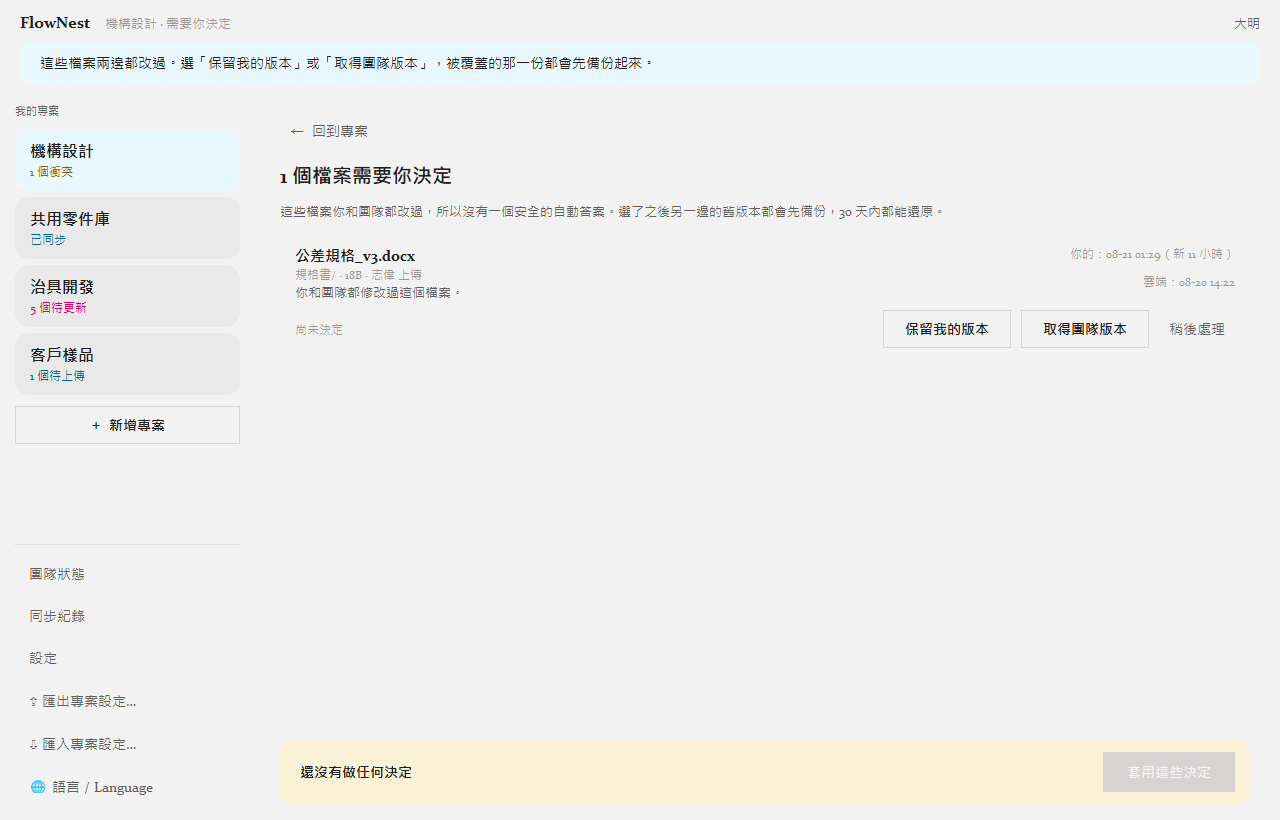 FlowNest 機構設計 · 需要你決定 大明
這些檔案兩邊都改過。選「保留我的版本」或「取得團隊版本」，被覆蓋的那一份都會先備份起來。
我的專案
機構設計
1 個衝突
共用零件庫
已同步
治具開發
5 個待更新
客戶樣品
1 個待上傳
+ 新增專案
團隊狀態
同步紀錄
設定
⇧ 匯出專案設定...
⇩ 匯入專案設定...
🌐 語言 / Language
← 回到專案
1 個檔案需要你決定
這些檔案你和團隊都改過，所以沒有一個安全的自動答案。選了之後另一邊的舊版本都會先備份，30 天內都能還原。
公差規格_v3.docx
規格書/ · 18B · 志偉 上傳
你和團隊都修改過這個檔案。
你的：08-21 01:29（新 11 小時）
雲端：08-20 14:22
尚未決定
保留我的版本 取得團隊版本 稍後處理
還沒有做任何決定 套用這些決定